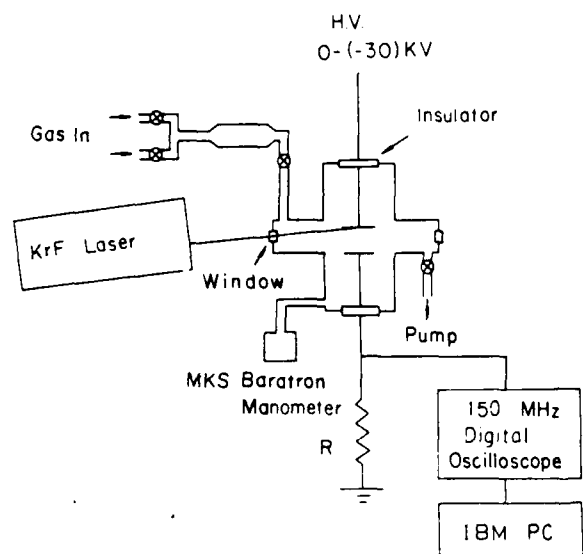 H.V.
0-(-30)KV
Insulator
Gas In
KrF Laser
Window
Pump
MKS Baratron
Manometer
R
150 MHz
Digital
Oscilloscope
IBM PC